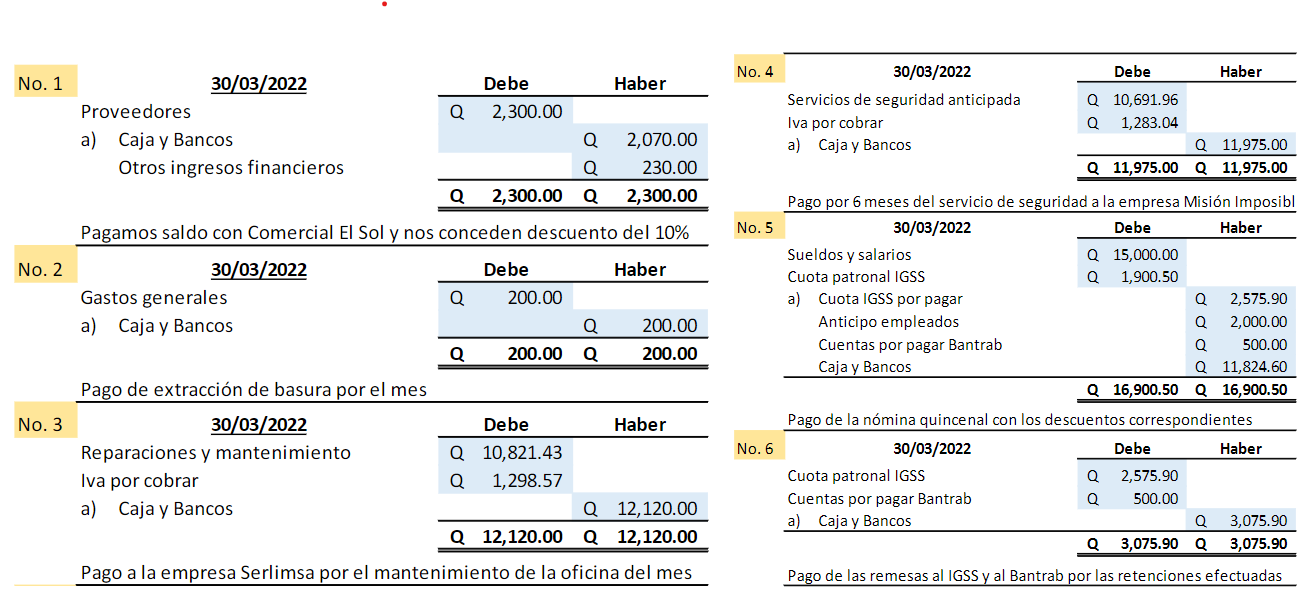 No. 1 30/03/2022 Debe Haber
Proveedores Q 2,300.00
a) Caja y Bancos Q 2,070.00
Otros ingresos financieros Q 230.00
Q 2,300.00 Q 2,300.00
Pagamos saldo con Comercial El Sol y nos conceden descuento del 10%
No. 2 30/03/2022 Debe Haber
Gastos generales Q 200.00
a) Caja y Bancos Q 200.00
Q 200.00 Q 200.00
Pago de extracción de basura por el mes
No. 3 30/03/2022 Debe Haber
Reparaciones y mantenimiento Q 10,821.43
Iva por cobrar Q 1,298.57
a) Caja y Bancos Q 12,120.00
Q 12,120.00 Q 12,120.00
Pago a la empresa Serlimsa por el mantenimiento de la oficina del mes
No. 4 30/03/2022 Debe Haber
Servicios de seguridad anticipada Q 10,691.96
Iva por cobrar Q 1,283.04
a) Caja y Bancos Q 11,975.00
Q 11,975.00 Q 11,975.00
Pago por 6 meses del servicio de seguridad a la empresa Misión Imposibl
No. 5 30/03/2022 Debe Haber
Sueldos y salarios Q 15,000.00
Cuota patronal IGSS Q 1,900.50
a) Cuota IGSS por pagar Q 2,575.90
Anticipo empleados Q 2,000.00
Cuentas por pagar Bantrab Q 500.00
Caja y Bancos Q 11,824.60
Q 16,900.50 Q 16,900.50
Pago de la nómina quincenal con los descuentos correspondientes
No. 6 30/03/2022 Debe Haber
Cuota patronal IGSS Q 2,575.90
Cuentas por pagar Bantrab Q 500.00
a) Caja y Bancos Q 3,075.90
Q 3,075.90 Q 3,075.90
Pago de las remesas al IGSS y al Bantrab por las retenciones efectuadas